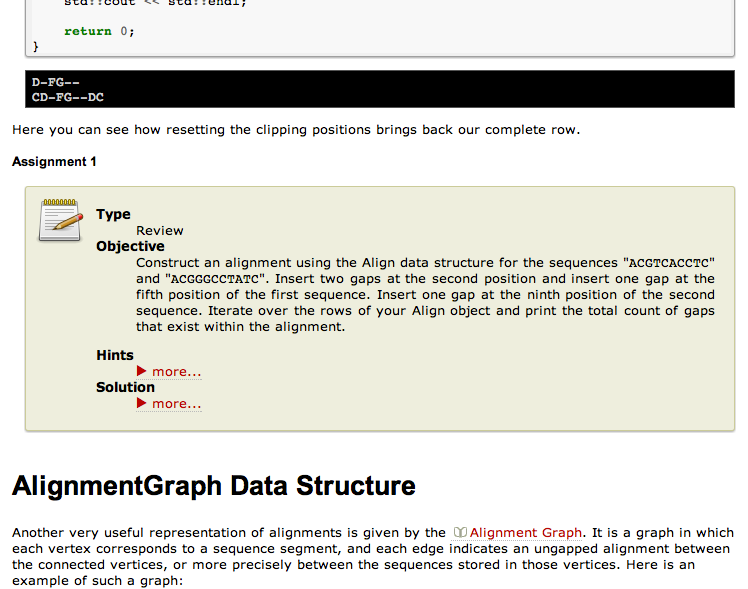 std::cout << std::endl;
return 0;
}
D-FG--
CD-FG--DC
Here you can see how resetting the clipping positions brings back our complete row.
Assignment 1
Type
Review
Objective
Construct an alignment using the Align data structure for the sequences "ACGTCACCTC"
and "ACGGGCCTATC". Insert two gaps at the second position and insert one gap at the
fifth position of the first sequence. Insert one gap at the ninth position of the second
sequence. Iterate over the rows of your Align object and print the total count of gaps
that exist within the alignment.
Hints
more...
Solution
more...
AlignmentGraph Data Structure
Another very useful representation of alignments is given by the Alignment Graph. It is a graph in which
each vertex corresponds to a sequence segment, and each edge indicates an ungapped alignment between
the connected vertices, or more precisely between the sequences stored in those vertices. Here is an
example of such a graph: